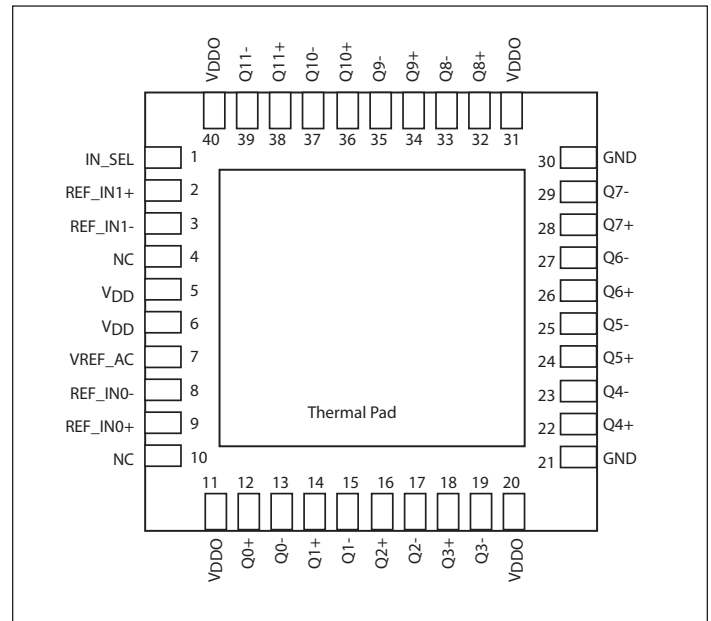 VDDO Q11- Q11+ Q10- Q10+ Q9- Q9+ Q8- Q8+ VDDO
40 39 38 37 36 35 34 33 32 31
IN_SEL 1 30 GND
REF_IN1+ 2 29 Q7-
REF_IN1- 3 28 Q7+
NC 4 27 Q6-
VDD 5 26 Q6+
VDD 6 25 Q5-
VREF_AC 7 24 Q5+
REF_IN0- 8 23 Q4-
REF_IN0+ 9 22 Q4+
Thermal Pad
NC 10 21 GND
11 12 13 14 15 16 17 18 19 20
VDDO Q0+ Q0- Q1+ Q1- Q2+ Q2- Q3+ Q3- VDDO